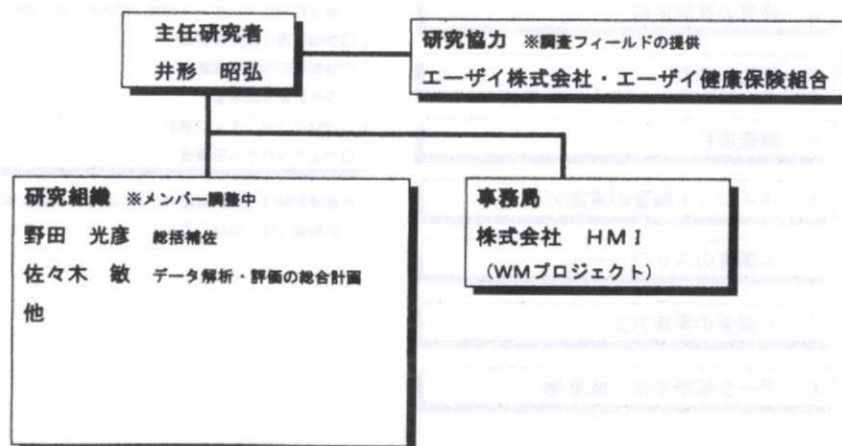 主任研究者
井形 昭弘
研究協力 ※調査フィールドの提供
エーザイ株式会社・エーザイ健康保険組合
研究組織 ※メンバー調整中
野田 光彦 総括補佐
佐々木 敏 データ解析・評価の総合計画
他
事務局
株式会社 HMI
(WMプロジェクト)